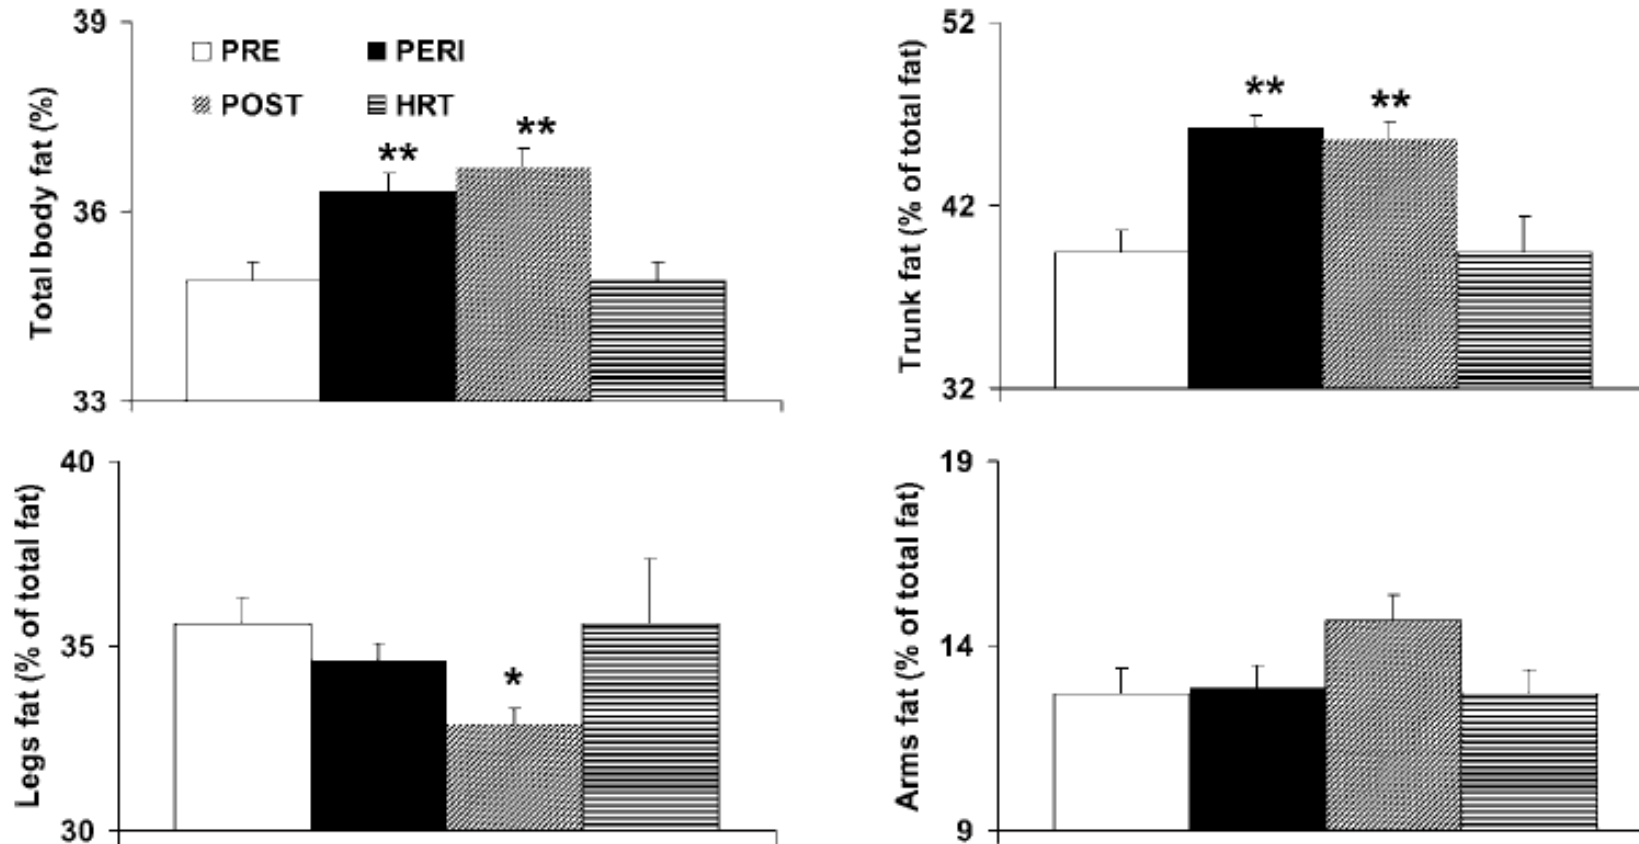 39
PRE
PERI
POST
HRT
**
**
36
33
Total body fat (%)
52
**
**
42
32
Trunk fat (% of total fat)
40
35
*
30
Legs fat (% of total fat)
19
14
9
Arms fat (% of total fat)